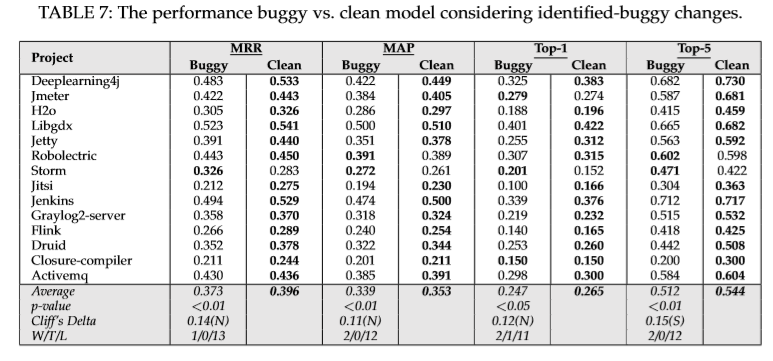 TABLE 7: The performance buggy vs. clean model considering identified-buggy changes.
Project MRR MAP Top-1 Top-5
Buggy Clean Buggy Clean Buggy Clean Buggy Clean
Deeplearning4j 0.483 0.533 0.422 0.449 0.325 0.383 0.682 0.730
Jmeter 0.422 0.443 0.384 0.405 0.279 0.274 0.587 0.681
H2o 0.305 0.326 0.286 0.297 0.188 0.196 0.415 0.459
Libgdx 0.523 0.541 0.500 0.510 0.401 0.422 0.665 0.682
Jetty 0.391 0.440 0.351 0.378 0.255 0.312 0.563 0.592
Robolectric 0.443 0.450 0.391 0.389 0.307 0.315 0.602 0.598
Storm 0.326 0.283 0.272 0.261 0.201 0.152 0.471 0.422
Jitsi 0.212 0.275 0.194 0.230 0.100 0.166 0.304 0.363
Jenkins 0.494 0.529 0.474 0.500 0.339 0.376 0.712 0.717
Graylog2-server 0.358 0.370 0.318 0.324 0.219 0.232 0.515 0.532
Flink 0.266 0.289 0.240 0.254 0.140 0.165 0.418 0.425
Druid 0.352 0.378 0.322 0.344 0.253 0.260 0.442 0.508
Closure-compiler 0.211 0.244 0.201 0.211 0.150 0.150 0.200 0.300
Activemq 0.430 0.436 0.385 0.391 0.298 0.300 0.584 0.604
Average 0.373 0.396 0.339 0.353 0.247 0.265 0.512 0.544
p-value <0.01 <0.01 <0.05 <0.01
Cliff's Delta 0.14(N) 0.11(N) 0.12(N) 0.15(S)
W/T/L 1/0/13 2/0/12 2/1/11 2/0/12